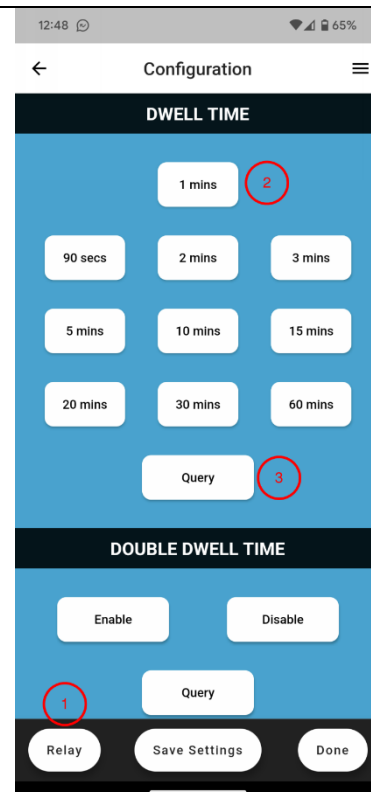 12:48 65%
Configuration
DWELL TIME
1 mins 2
90 secs 2 mins 3 mins
5 mins 10 mins 15 mins
20 mins 30 mins 60 mins
Query 3
DOUBLE DWELL TIME
Enable Disable
Query
1
Relay Save Settings Done